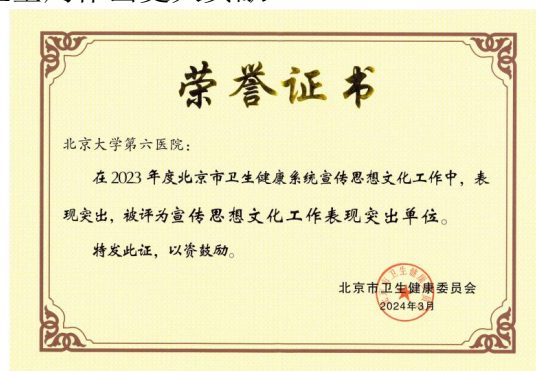 荣誉证书
北京大学第六医院：
在2023年度北京市卫生健康系统宣传思想文化工作中，表
现突出，被评为宣传思想文化工作表现突出单位。
特发此证，以资鼓励。
北京市卫生健康委员会
2024年3月